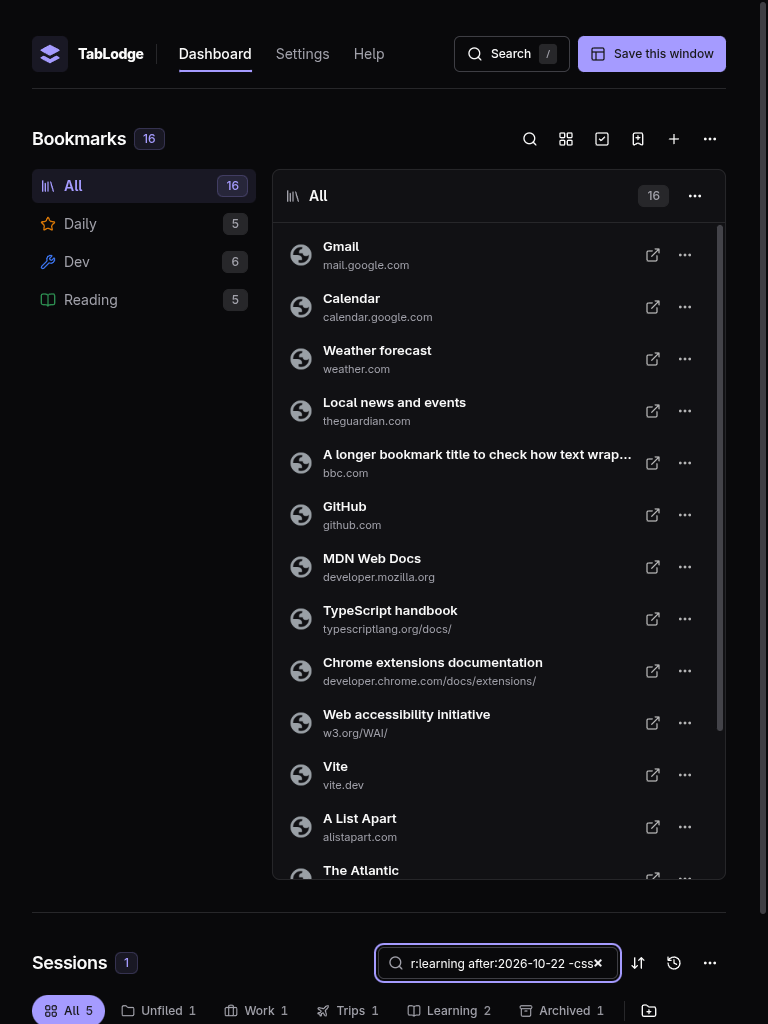 TabLodge Dashboard Settings Help Search / Save this window
Bookmarks 16
All 16
Daily 5
Dev 6
Reading 5
All 16
Gmail
mail.google.com
Calendar
calendar.google.com
Weather forecast
weather.com
Local news and events
theguardian.com
A longer bookmark title to check how text wrap...
bbc.com
GitHub
github.com
MDN Web Docs
developer.mozilla.org
TypeScript handbook
typescriptlang.org/docs/
Chrome extensions documentation
developer.chrome.com/docs/extensions/
Web accessibility initiative
w3.org/WAI/
Vite
vite.dev
A List Apart
alistapart.com
The Atlantic
Sessions 1 r:learning after:2026-10-22 -css
All 5 Unfiled 1 Work 1 Trips 1 Learning 2 Archived 1